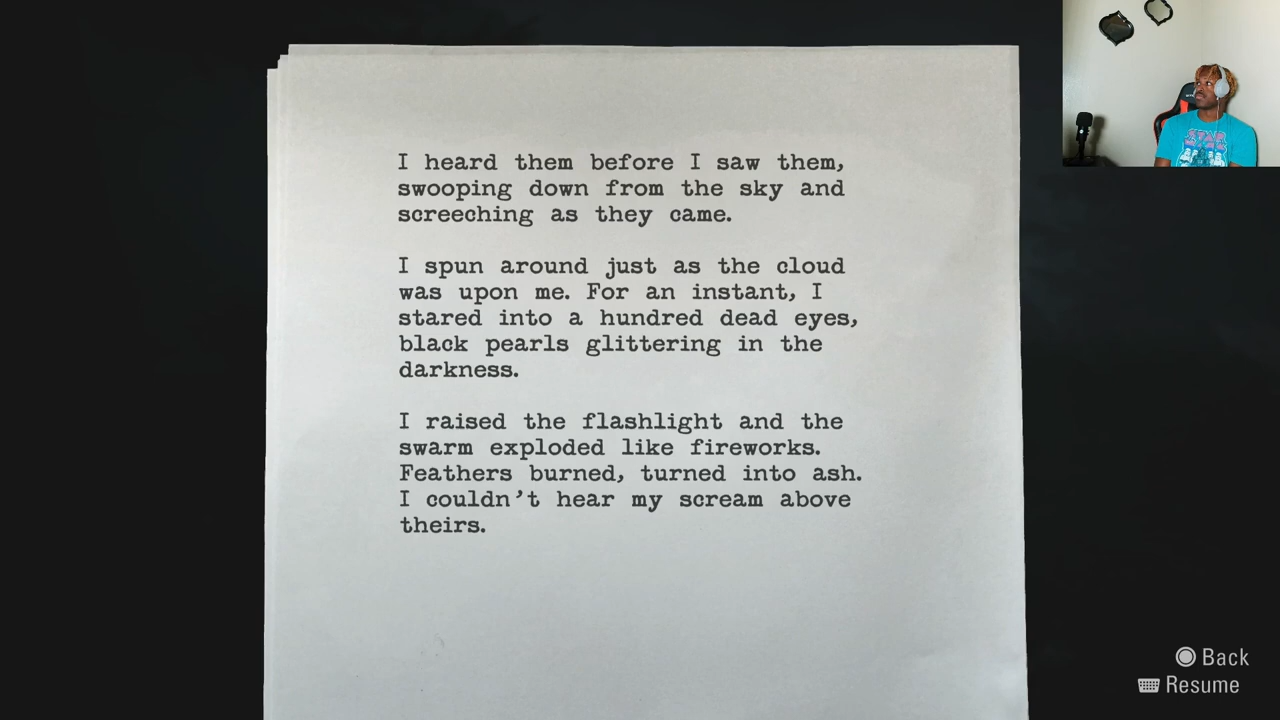 I heard them before I saw them,
swooping down from the sky and
screeching as they came.
I spun around just as the cloud
was upon me. For an instant, I
stared into a hundred dead eyes,
black pearls glittering in the
darkness.
I raised the flashlight and the
swarm exploded like fireworks.
Feathers burned, turned into ash.
I couldn't hear my scream above
theirs.
Back
Resume